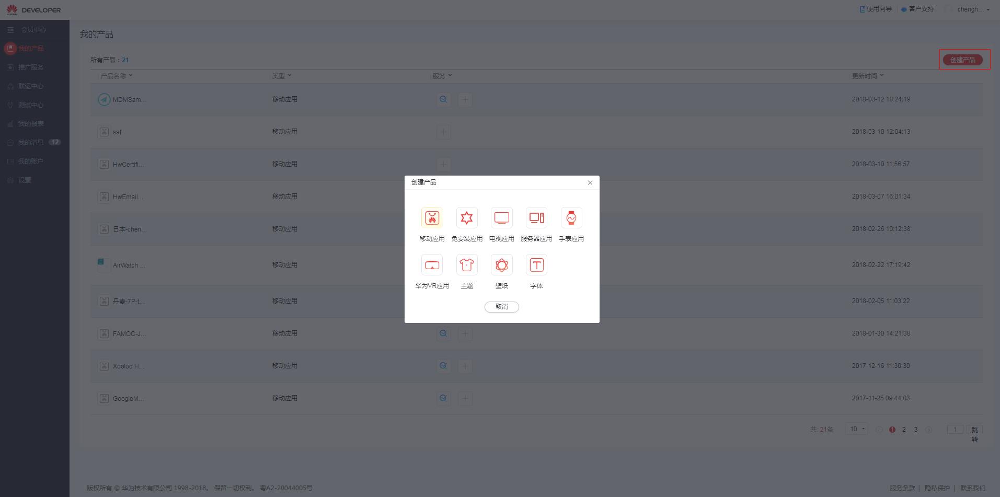 HUAWEI DEVELOPER
使用向导 客户支持 chengh...
会员中心
我的产品
推广服务
联运中心
测试中心
我的报表
我的消息 12
我的账户
设置
我的产品
所有产品：21 创建产品
产品名称 类型 服务 更新时间
MDMSam... 移动应用 2018-03-12 18:24:19
saf 移动应用 2018-03-10 12:04:13
HwCertifi... 移动应用 2018-03-10 11:56:57
HwEmail... 移动应用 2018-03-07 16:01:34
日本-chen... 移动应用 2018-02-26 10:12:38
AirWatch ... 移动应用 2018-02-22 17:19:42
丹麦-7P-t... 移动应用 2018-02-05 11:03:22
FAMOC-J... 移动应用 2018-01-30 14:21:38
Xooloo H... 移动应用 2017-12-16 11:30:30
GoogleM... 移动应用 2017-11-25 09:44:03
创建产品
移动应用 免安装应用 电视应用 服务器应用 手表应用
华为VR应用 主题 壁纸 字体
取消
共: 21条 10 1 2 3 1 跳
转
版权所有 © 华为技术有限公司 1998-2018。 保留一切权利。 粤A2-20044005号
服务条款 | 隐私保护 | 联系我们